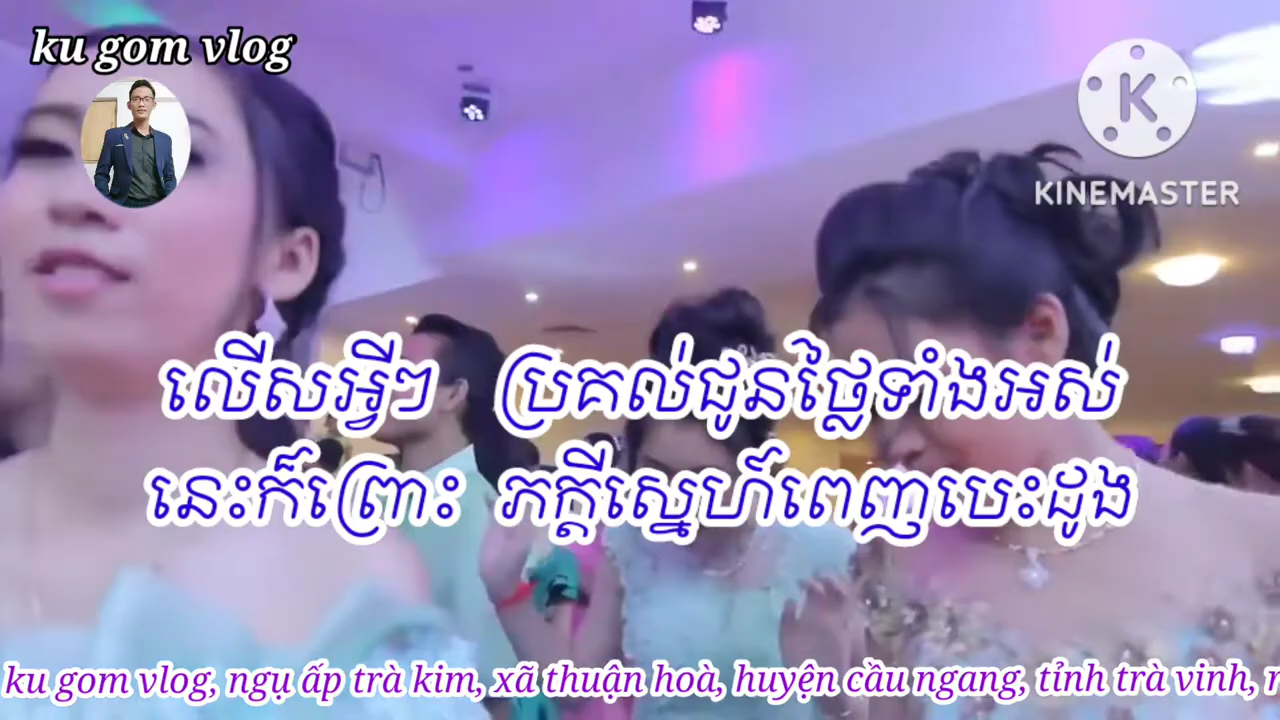 ku gom vlog
K
KINEMASTER
លើសអ្វីៗ ប្រគល់ជូនថ្លៃទាំងអស់
នេះក៏ព្រោះ ភក្ដីស្នេហ៍ពេញបេះដូង
ku gom vlog, ngụ ấp trà kim, xã thuận hoà, huyện cầu ngang, tỉnh trà vinh,